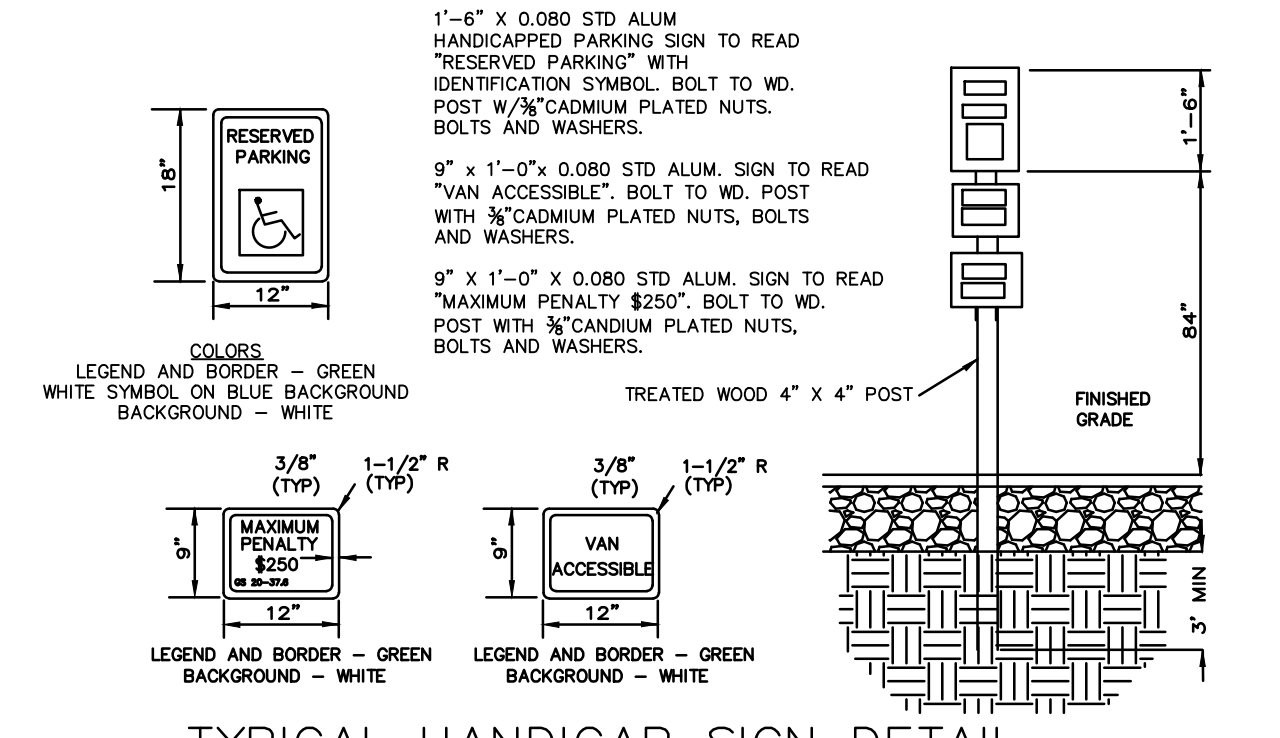 1'-6" X 0.080 STD ALUM
HANDICAPPED PARKING SIGN TO READ
"RESERVED PARKING" WITH
IDENTIFICATION SYMBOL. BOLT TO WD.
POST W/⅜"CADMIUM PLATED NUTS.
BOLTS AND WASHERS.
9" x 1'-0"x 0.080 STD ALUM. SIGN TO READ
"VAN ACCESSIBLE". BOLT TO WD. POST
WITH ⅜"CADMIUM PLATED NUTS, BOLTS
AND WASHERS.
9" X 1'-0" X 0.080 STD ALUM. SIGN TO READ
"MAXIMUM PENALTY $250". BOLT TO WD.
POST WITH ⅜"CANDIUM PLATED NUTS,
BOLTS AND WASHERS.
RESERVED
PARKING
18"
12"
COLORS
LEGEND AND BORDER – GREEN
WHITE SYMBOL ON BLUE BACKGROUND
BACKGROUND – WHITE
1'-6"
84"
TREATED WOOD 4" X 4" POST
FINISHED
GRADE
3' MIN
3/8"
(TYP)
1-1/2" R
(TYP)
MAXIMUM
PENALTY
$250
GS 20-37.6
9"
12"
LEGEND AND BORDER – GREEN
BACKGROUND – WHITE
3/8"
(TYP)
1-1/2" R
(TYP)
VAN
ACCESSIBLE
9"
12"
LEGEND AND BORDER – GREEN
BACKGROUND – WHITE
TYPICAL HANDICAP SIGN DETAIL